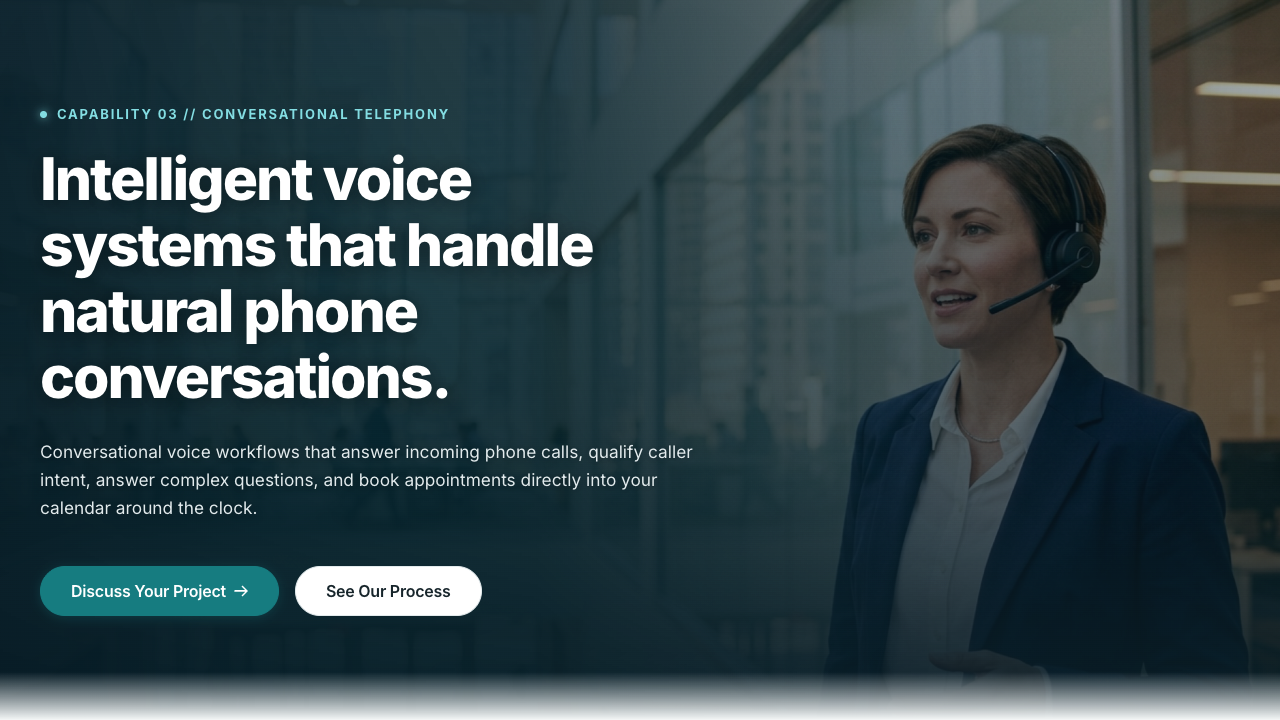 CAPABILITY 03 // CONVERSATIONAL TELEPHONY
Intelligent voice
systems that handle
natural phone
conversations.
Conversational voice workflows that answer incoming phone calls, qualify caller
intent, answer complex questions, and book appointments directly into your
calendar around the clock.
Discuss Your Project →
See Our Process